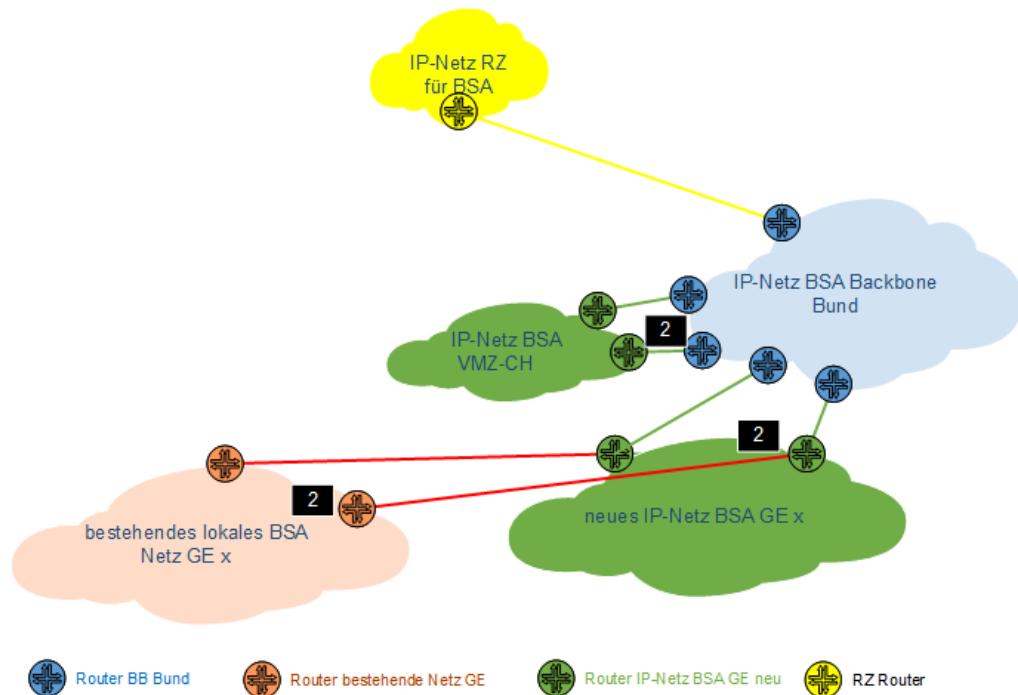 IP-Netz RZ
für BSA
IP-Netz BSA Backbone
Bund
IP-Netz BSA
VMZ-CH
2
2
2
bestehendes lokales BSA
Netz GE x
neues IP-Netz BSA GE x
Router BB Bund
Router bestehende Netz GE
Router IP-Netz BSA GE neu
RZ Router